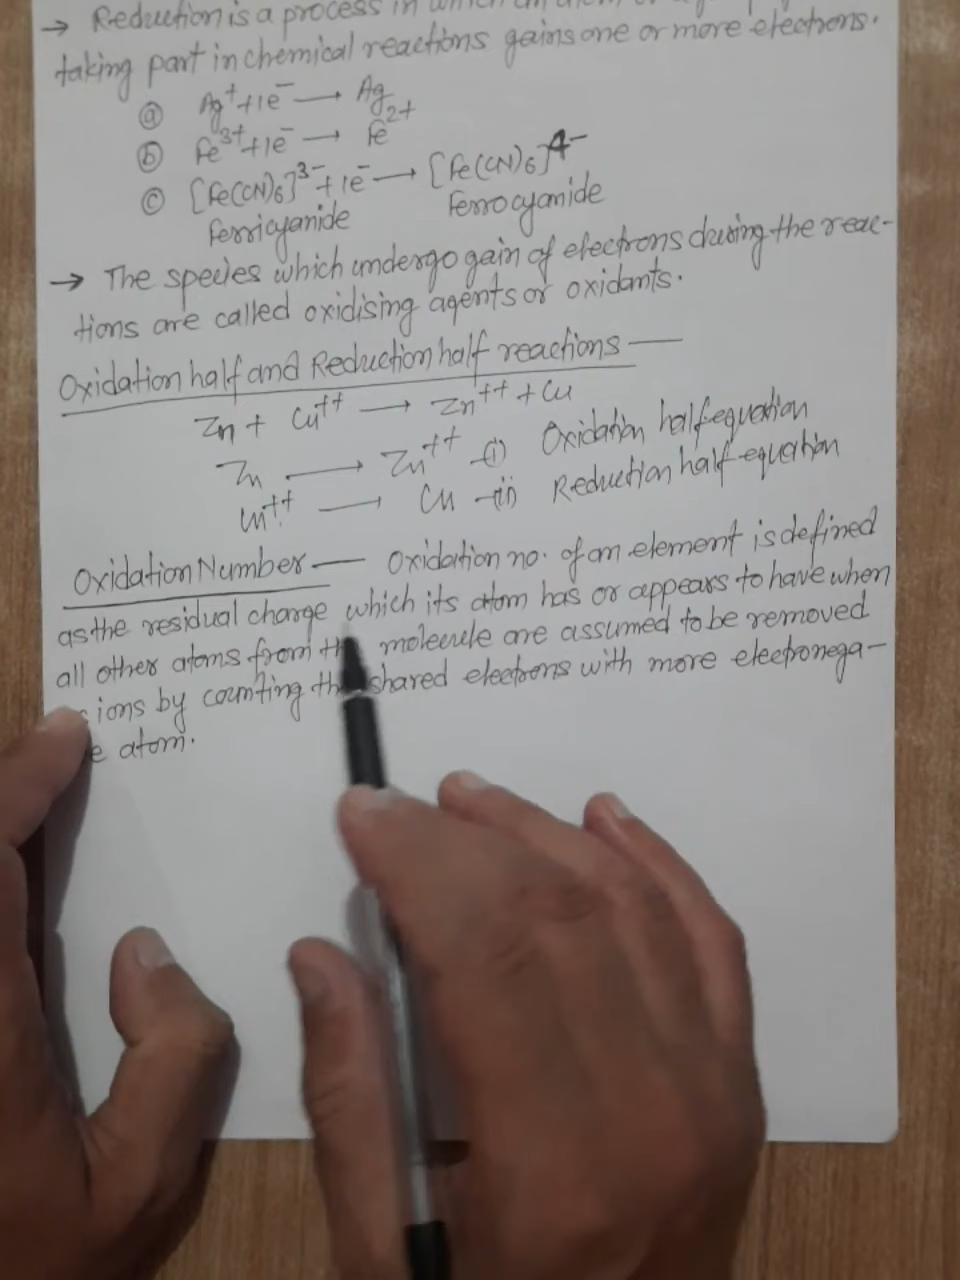 → Reduction is a process in which an atom or a
taking part in chemical reactions gains one or more electrons.
ⓐ Ag⁺+1e⁻ → Ag
ⓑ Fe³⁺+1e⁻ → Fe²⁺
ⓒ [Fe(CN)₆]³⁻+1e⁻ → [Fe(CN)₆]⁴⁻
Ferricyanide Ferrocyanide
→ The species which undergo gain of electrons during the reac-
tions are called oxidising agents or oxidants.
Oxidation half and Reduction half reactions —
Zn + Cu⁺⁺ → Zn⁺⁺ + Cu
Zn → Zn⁺⁺ -(i) Oxidation half equation
Cu⁺⁺ → Cu -(ii) Reduction half-equation
Oxidation Number — Oxidation no. of an element is defined
as the residual charge which its atom has or appears to have when
all other atoms from the molecule are assumed to be removed
ions by counting the shared electrons with more electronega-
e atom.